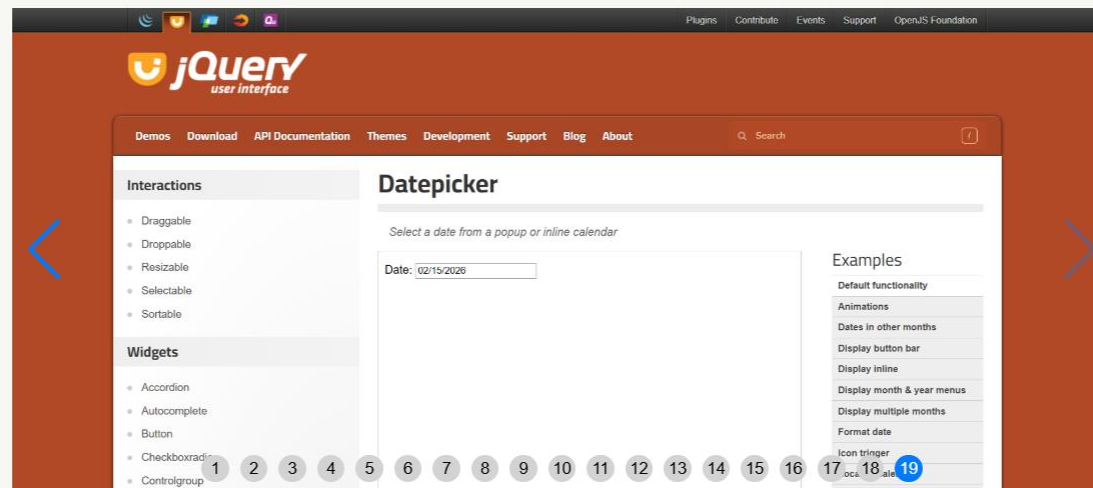 Plugins Contribute Events Support OpenJS Foundation
jQuery
user interface
Demos Download API Documentation Themes Development Support Blog About Search /
Interactions
Draggable
Droppable
Resizable
Selectable
Sortable
Widgets
Accordion
Autocomplete
Button
Controlgroup
Datepicker
Select a date from a popup or inline calendar
Date: 02/15/2026
Examples
Default functionality
Animations
Dates in other months
Display button bar
Display inline
Display month & year menus
Display multiple months
Format date
Icon trigger
1 2 3 4 5 6 7 8 9 10 11 12 13 14 15 16 17 18 19